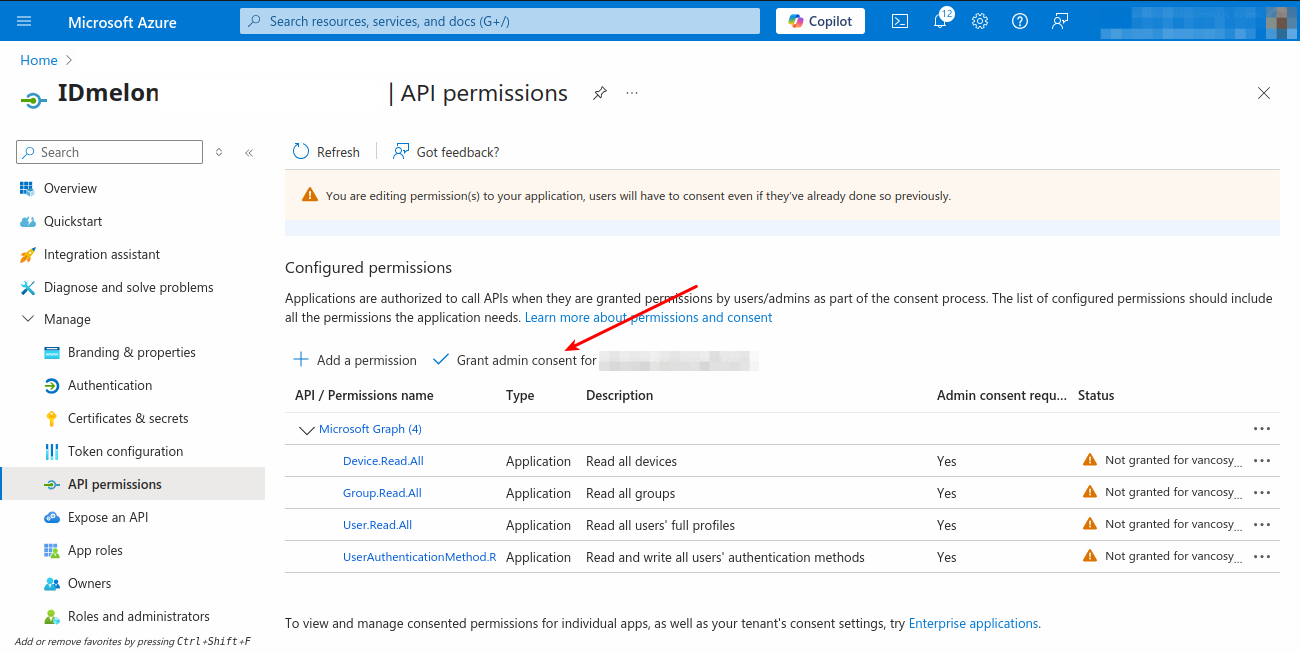 Microsoft Azure
Search resources, services, and docs (G+/)
Copilot
12
Home
IDmelon | API permissions
Search
Refresh
Got feedback?
Overview
Quickstart
Integration assistant
Diagnose and solve problems
Manage
Branding & properties
Authentication
Certificates & secrets
Token configuration
API permissions
Expose an API
App roles
Owners
Roles and administrators
Add or remove favorites by pressing Ctrl+Shift+F
You are editing permission(s) to your application, users will have to consent even if they've already done so previously.
Configured permissions
Applications are authorized to call APIs when they are granted permissions by users/admins as part of the consent process. The list of configured permissions should include
all the permissions the application needs. Learn more about permissions and consent
Add a permission Grant admin consent for
API / Permissions name Type Description Admin consent requ... Status
Microsoft Graph (4)
Device.Read.All Application Read all devices Yes Not granted for vancosy...
Group.Read.All Application Read all groups Yes Not granted for vancosy...
User.Read.All Application Read all users' full profiles Yes Not granted for vancosy...
UserAuthenticationMethod.R Application Read and write all users' authentication methods Yes Not granted for vancosy...
To view and manage consented permissions for individual apps, as well as your tenant's consent settings, try Enterprise applications.